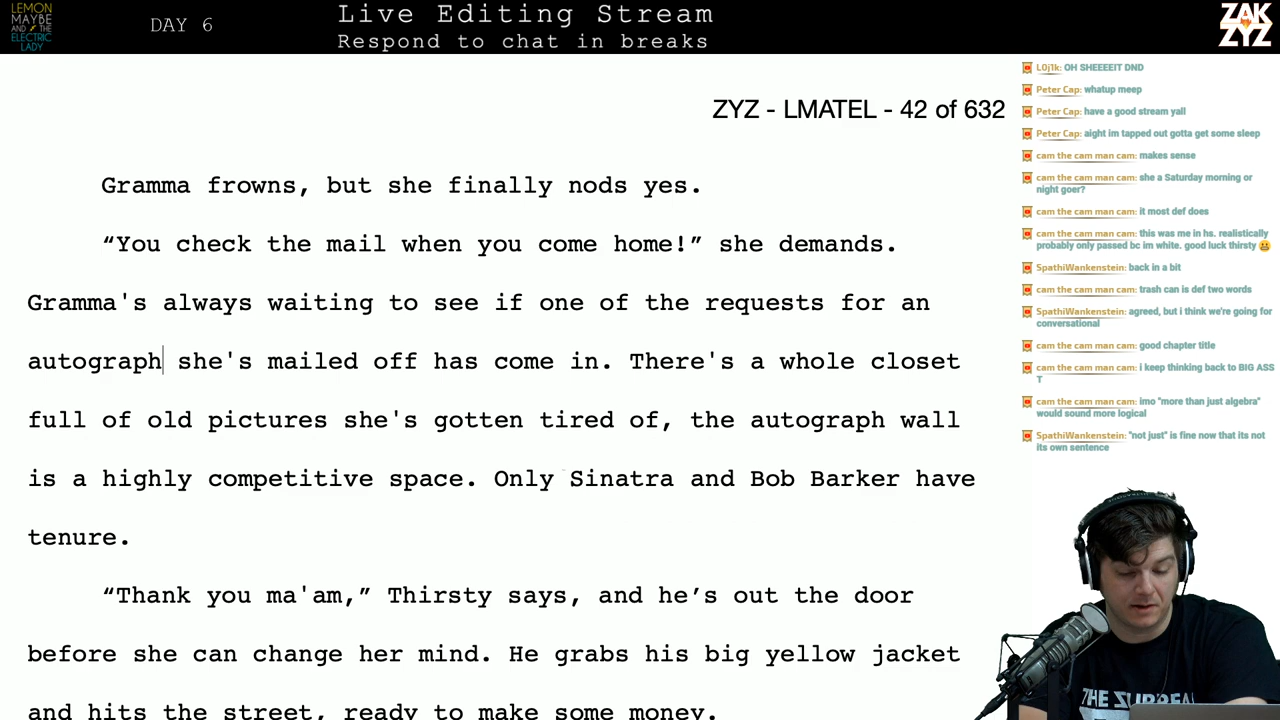 LEMON
MAYBE
AND THE
ELECTRIC
LADY
DAY 6
Live Editing Stream
Respond to chat in breaks
ZAK
ZYZ
ZYZ - LMATEL - 42 of 632
Gramma frowns, but she finally nods yes.
“You check the mail when you come home!” she demands.
Gramma's always waiting to see if one of the requests for an
autograph she's mailed off has come in. There's a whole closet
full of old pictures she's gotten tired of, the autograph wall
is a highly competitive space. Only Sinatra and Bob Barker have
tenure.
“Thank you ma'am,” Thirsty says, and he’s out the door
before she can change her mind. He grabs his big yellow jacket
and hits the street, ready to make some money.
L0j1k: OH SHEEEEIT DND
Peter Cap: whatup meep
Peter Cap: have a good stream yall
Peter Cap: aight im tapped out gotta get some sleep
cam the cam man cam: makes sense
cam the cam man cam: she a Saturday morning or
night goer?
cam the cam man cam: it most def does
cam the cam man cam: this was me in hs. realistically
probably only passed bc im white. good luck thirsty
SpathiWankenstein: back in a bit
cam the cam man cam: trash can is def two words
SpathiWankenstein: agreed, but i think we're going for
conversational
cam the cam man cam: good chapter title
cam the cam man cam: i keep thinking back to BIG ASS
T
cam the cam man cam: imo "more than just algebra"
would sound more logical
SpathiWankenstein: "not just" is fine now that its not
its own sentence
THE